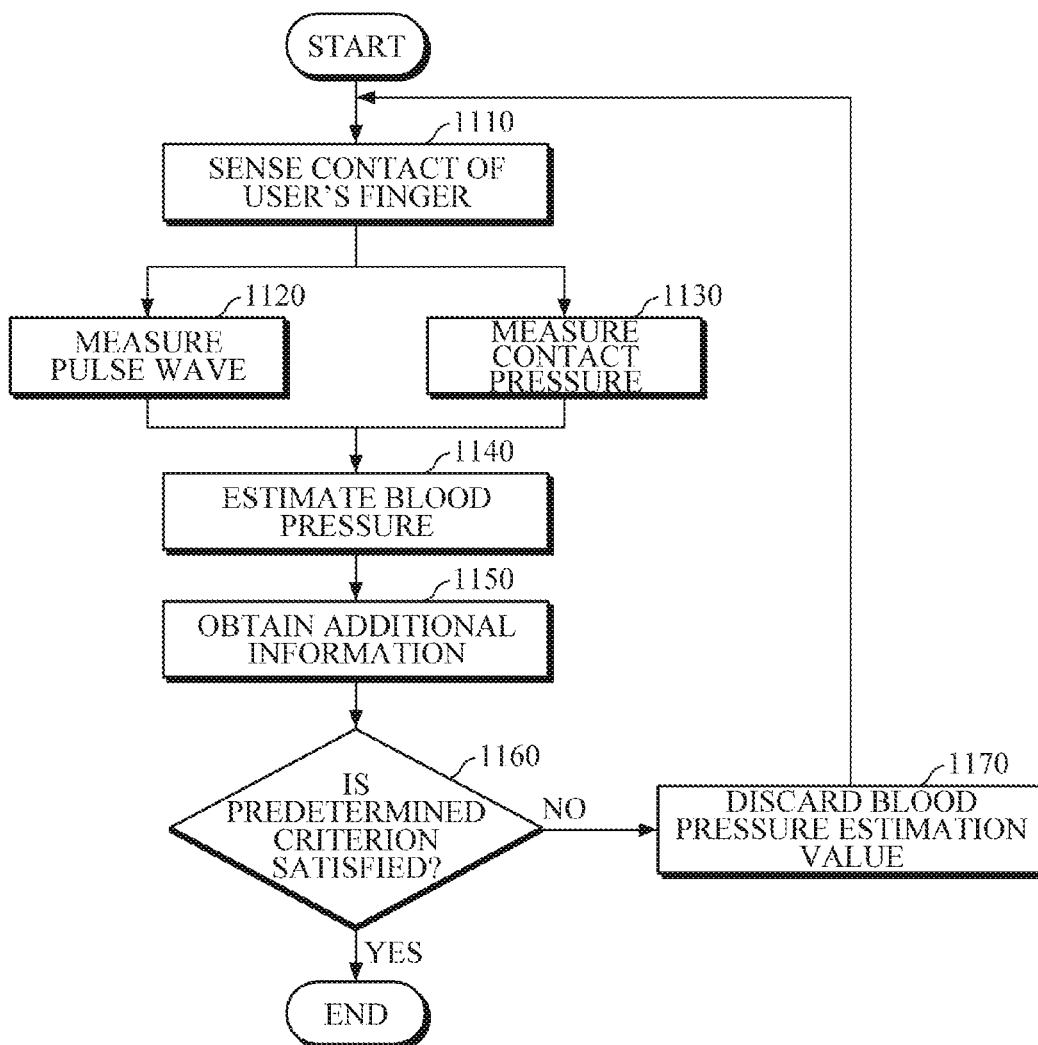 START
1110
SENSE CONTACT OF
USER'S FINGER
1120
MEASURE
PULSE WAVE
1130
MEASURE
CONTACT
PRESSURE
1140
ESTIMATE BLOOD
PRESSURE
1150
OBTAIN ADDITIONAL
INFORMATION
1160
IS
PREDETERMINED
CRITERION
SATISFIED?
NO
1170
DISCARD BLOOD
PRESSURE ESTIMATION
VALUE
YES
END